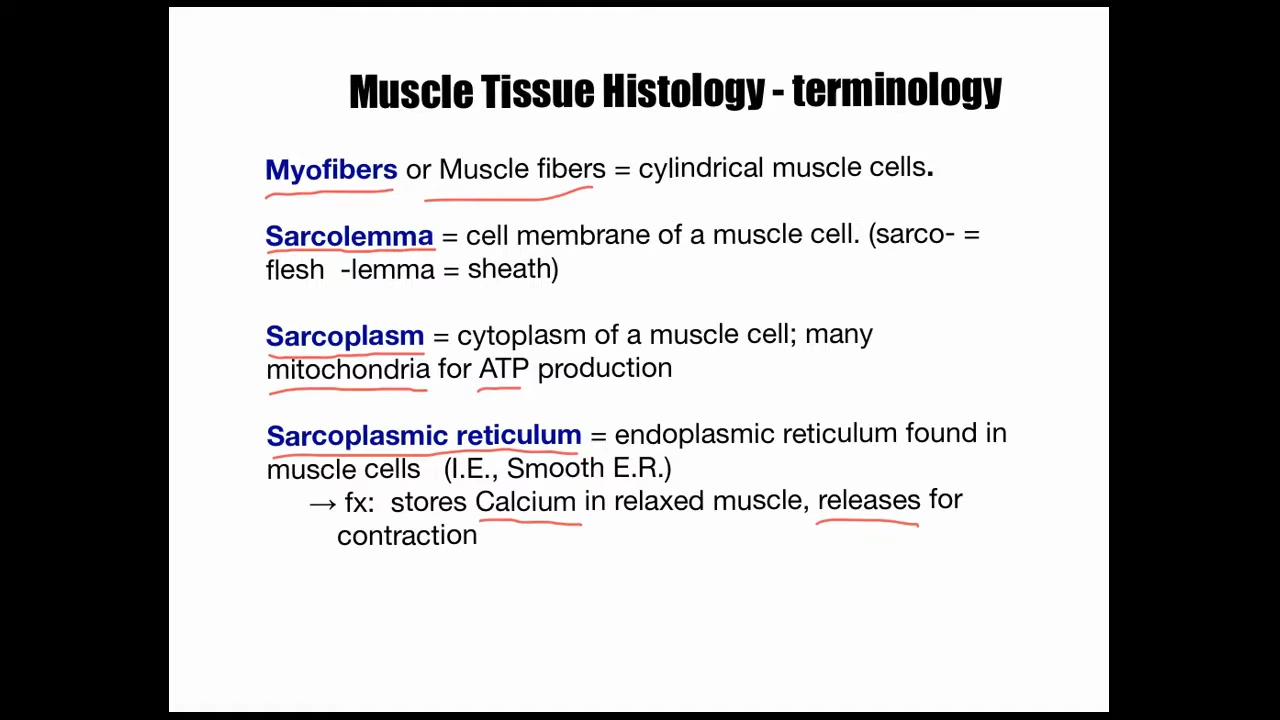 Muscle Tissue Histology - terminology
Myofibers or Muscle fibers = cylindrical muscle cells.
Sarcolemma = cell membrane of a muscle cell. (sarco- =
flesh -lemma = sheath)
Sarcoplasm = cytoplasm of a muscle cell; many
mitochondria for ATP production
Sarcoplasmic reticulum = endoplasmic reticulum found in
muscle cells (I.E., Smooth E.R.)
→ fx: stores Calcium in relaxed muscle, releases for
contraction